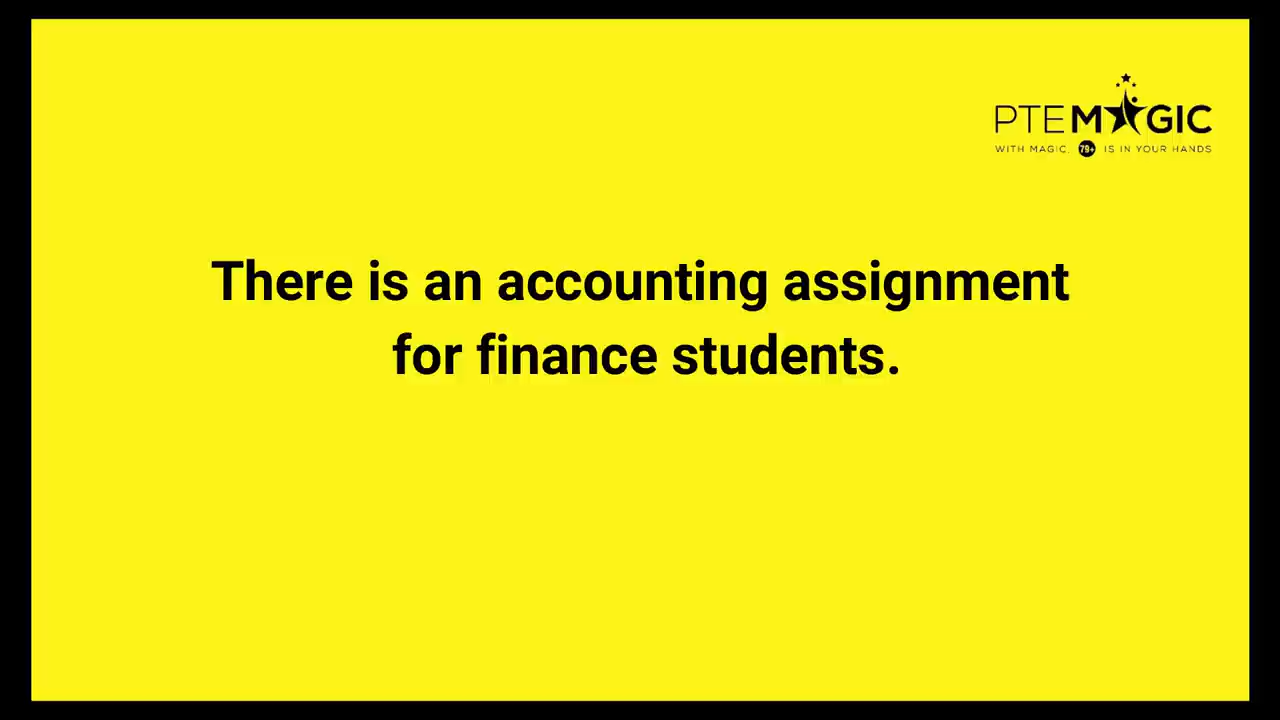 PTEMAGIC
WITH MAGIC, 79+ IS IN YOUR HANDS
There is an accounting assignment
for finance students.